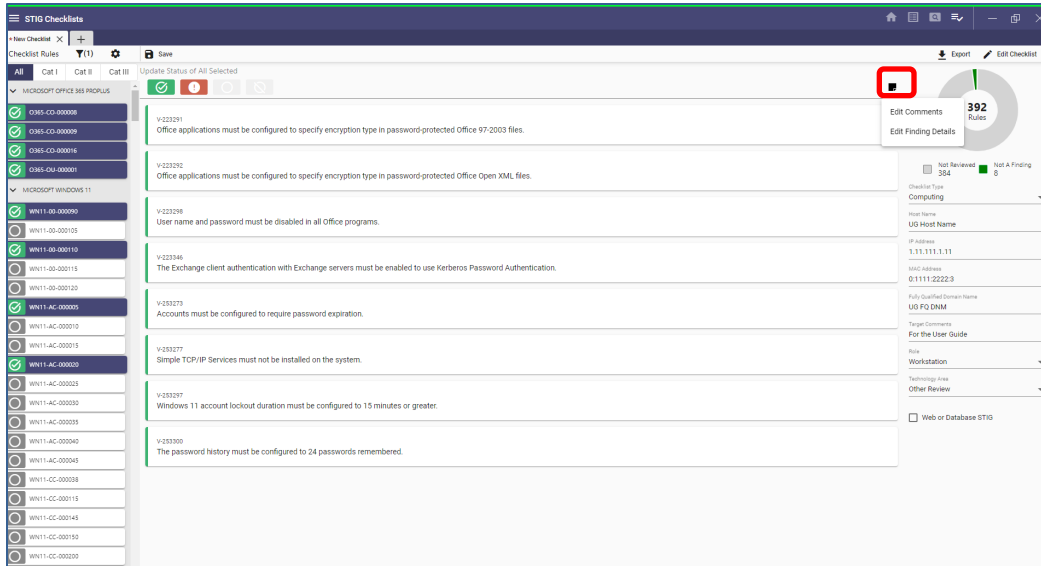 STIG Checklists
* New Checklist
Checklist Rules (1)
Save
Export
Edit Checklist
All Cat I Cat II Cat III
Update Status of All Selected
MICROSOFT OFFICE 365 PROPLUS
O365-CO-000008
O365-CO-000009
O365-CO-000016
O365-OU-000001
MICROSOFT WINDOWS 11
WN11-00-000090
WN11-00-000105
WN11-00-000110
WN11-00-000115
WN11-00-000120
WN11-AC-000005
WN11-AC-000010
WN11-AC-000015
WN11-AC-000020
WN11-AC-000025
WN11-AC-000030
WN11-AC-000035
WN11-AC-000040
WN11-AC-000045
WN11-CC-000038
WN11-CC-000115
WN11-CC-000145
WN11-CC-000150
WN11-CC-000200
V-223291
Office applications must be configured to specify encryption type in password-protected Office 97-2003 files.
V-223292
Office applications must be configured to specify encryption type in password-protected Office Open XML files.
V-223298
User name and password must be disabled in all Office programs.
V-223346
The Exchange client authentication with Exchange servers must be enabled to use Kerberos Password Authentication.
V-253273
Accounts must be configured to require password expiration.
V-253277
Simple TCP/IP Services must not be installed on the system.
V-253297
Windows 11 account lockout duration must be configured to 15 minutes or greater.
V-253300
The password history must be configured to 24 passwords remembered.
Edit Comments
Edit Finding Details
392
Rules
Not Reviewed
384
Not A Finding
8
Checklist Type
Computing
Host Name
UG Host Name
IP Address
1.11.111.1.11
MAC Address
0:1111:2222:3
Fully Qualified Domain Name
UG FQ DNM
Target Comments
For the User Guide
Role
Workstation
Technology Area
Other Review
Web or Database STIG